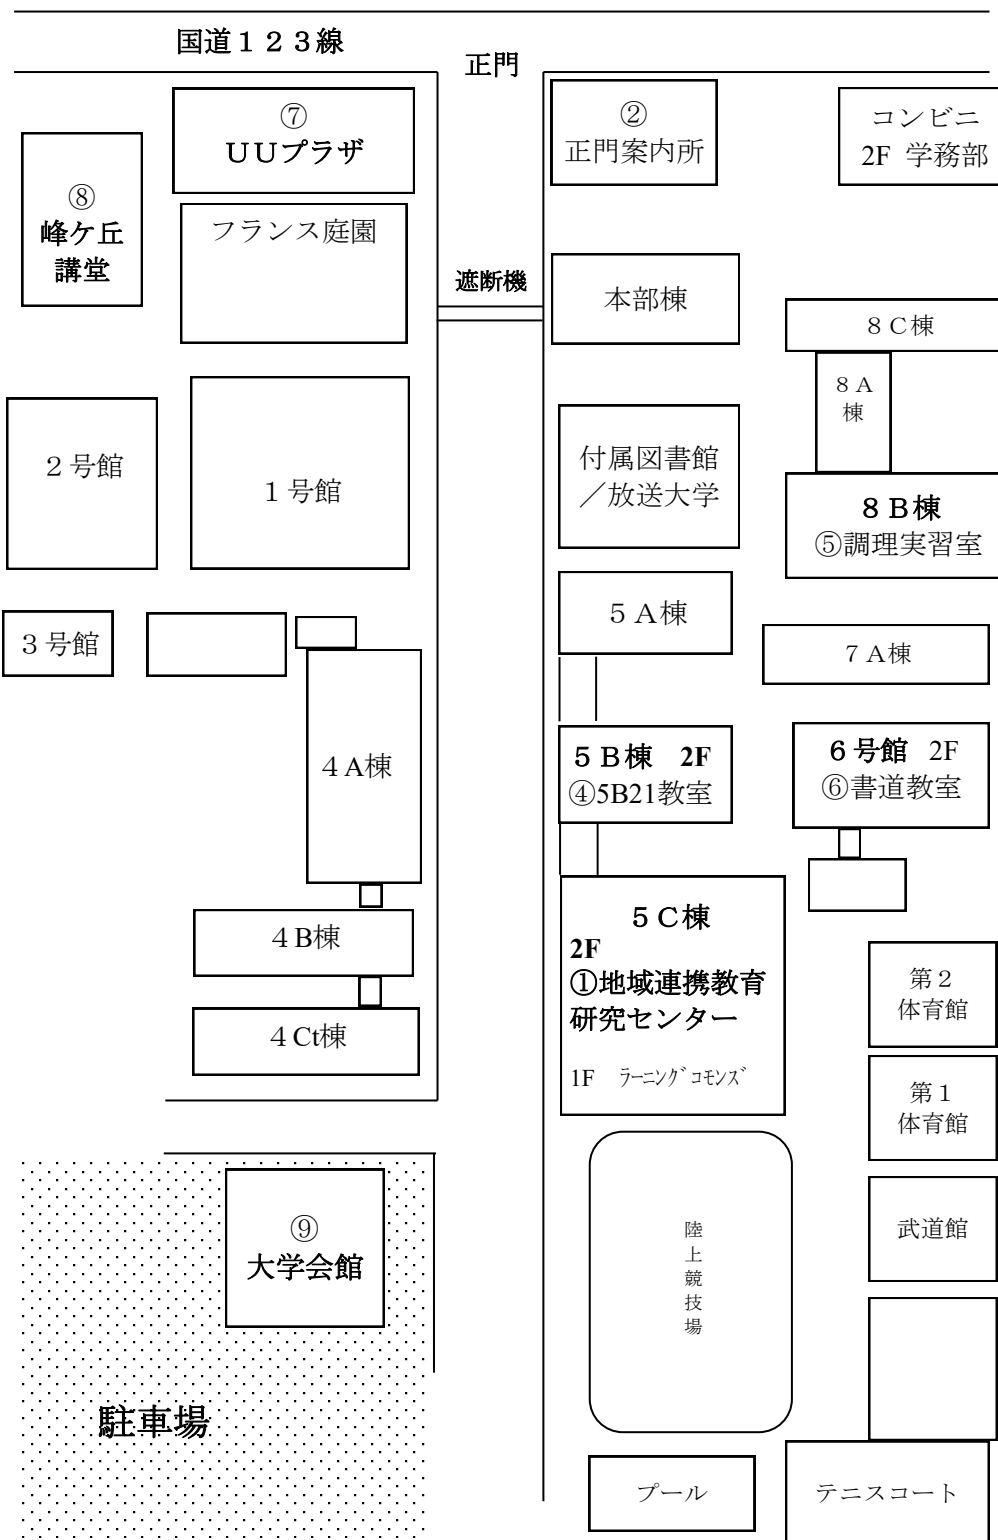 国道１２３線
正門
⑦
ＵＵプラザ
②
正門案内所
コンビニ
2F 学務部
⑧
峰ケ丘
講堂
フランス庭園
遮断機
本部棟
８Ｃ棟
８Ａ
棟
２号館
１号館
付属図書館
／放送大学
８Ｂ棟
⑤調理実習室
３号館
５Ａ棟
７Ａ棟
４A棟
５Ｂ棟 2F
④5B21教室
６号館 2F
⑥書道教室
４B棟
５Ｃ棟
2F
①地域連携教育
研究センター
1F ﾗｰﾆﾝｸﾞｺﾓﾝｽﾞ
４Ct棟
第２
体育館
第１
体育館
⑨
大学会館
陸
上
競
技
場
武道館
駐車場
プール
テニスコート